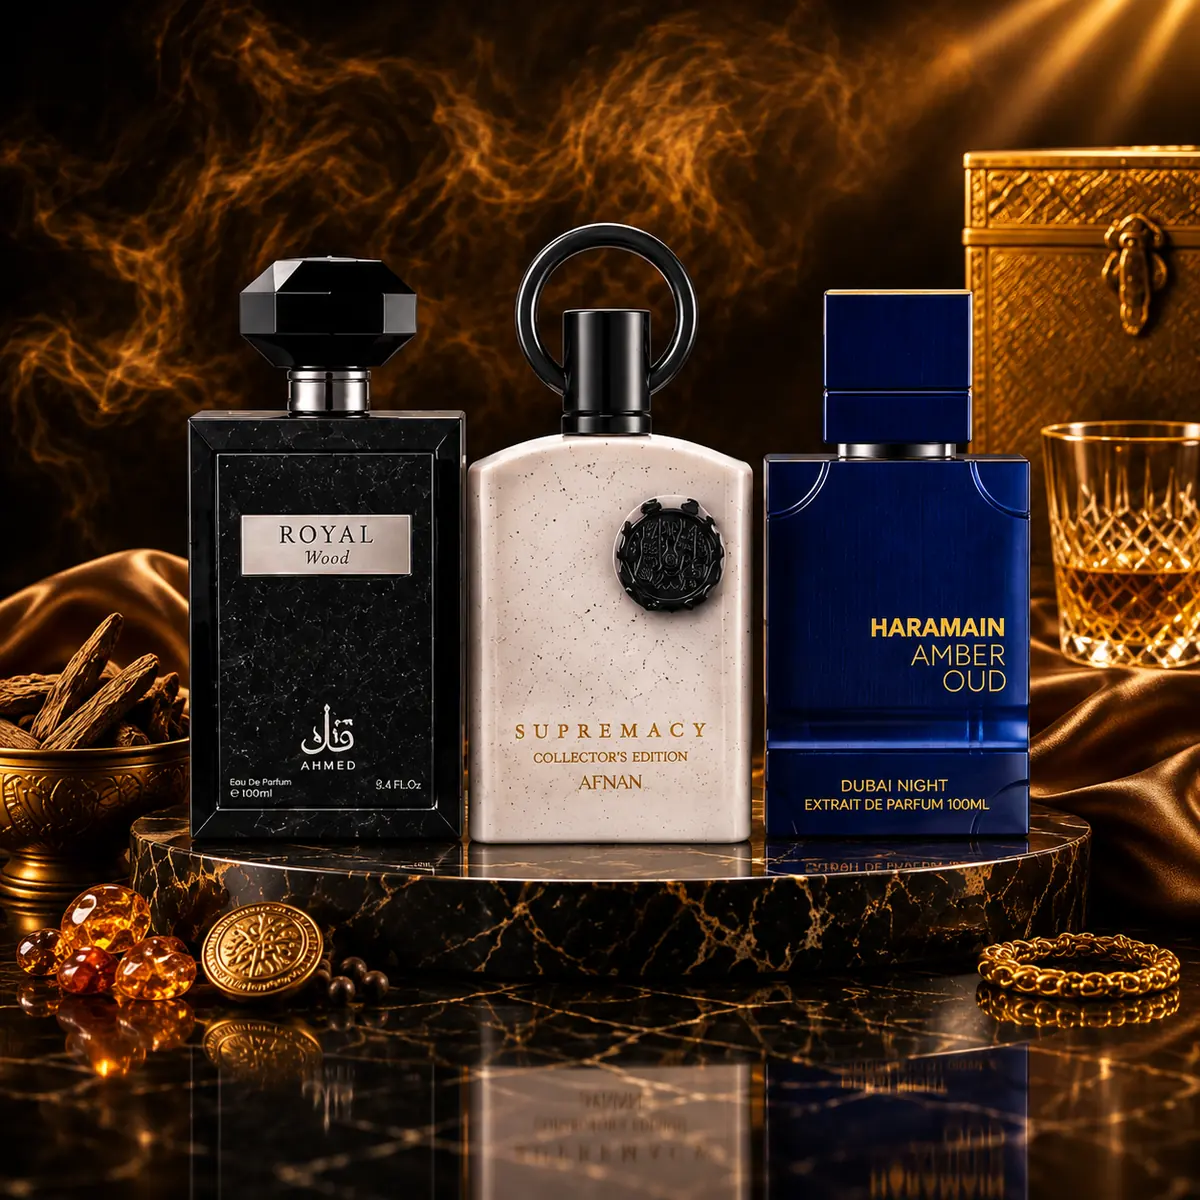 ROYAL
Wood
AHMED
Eau De Parfum
℮ 100ml
3.4 FL.Oz
SUPREMACY
COLLECTOR'S EDITION
AFNAN
HARAMAIN
AMBER
OUD
DUBAI NIGHT
EXTRAIT DE PARFUM 100ML